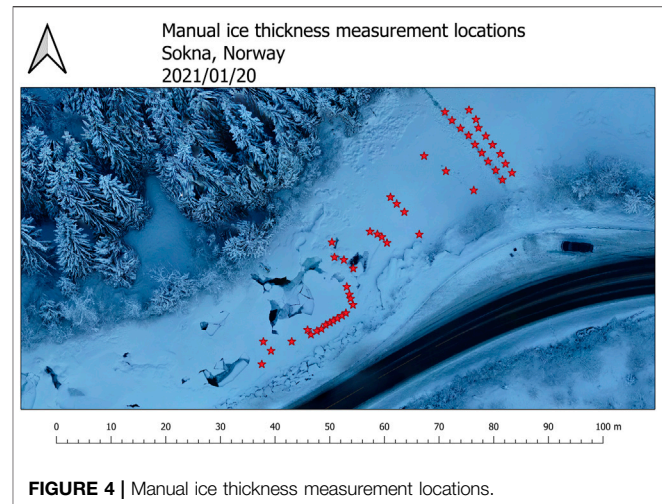 Manual ice thickness measurement locations
Sokna, Norway
2021/01/20
0 10 20 30 40 50 60 70 80 90 100 m
FIGURE 4 | Manual ice thickness measurement locations.